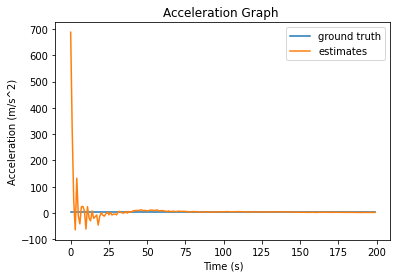 Acceleration Graph
ground truth
estimates
Acceleration (m/s^2)
700
600
500
400
300
200
100
0
−100
0 25 50 75 100 125 150 175 200
Time (s)